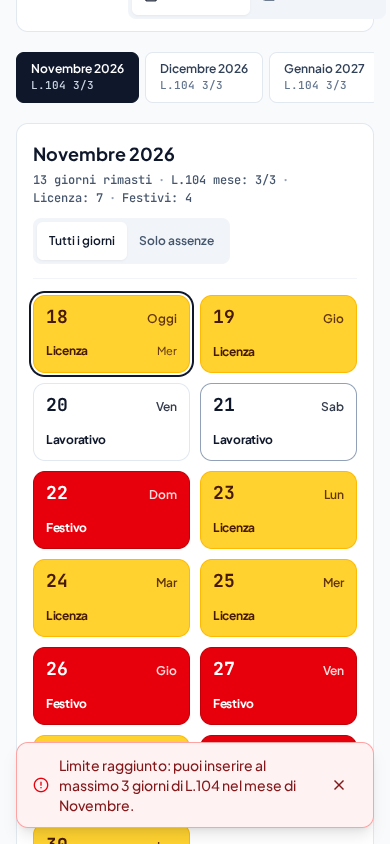 Novembre 2026
L.104 3/3
Dicembre 2026
L.104 3/3
Gennaio 2027
L.104 3/3
Novembre 2026
13 giorni rimasti · L.104 mese: 3/3 ·
Licenza: 7 · Festivi: 4
Tutti i giorni
Solo assenze
18 Oggi
Licenza Mer
19 Gio
Licenza
20 Ven
Lavorativo
21 Sab
Lavorativo
22 Dom
Festivo
23 Lun
Licenza
24 Mar
Licenza
25 Mer
Licenza
26 Gio
Festivo
27 Ven
Festivo
Limite raggiunto: puoi inserire al
massimo 3 giorni di L.104 nel mese di
Novembre.
30